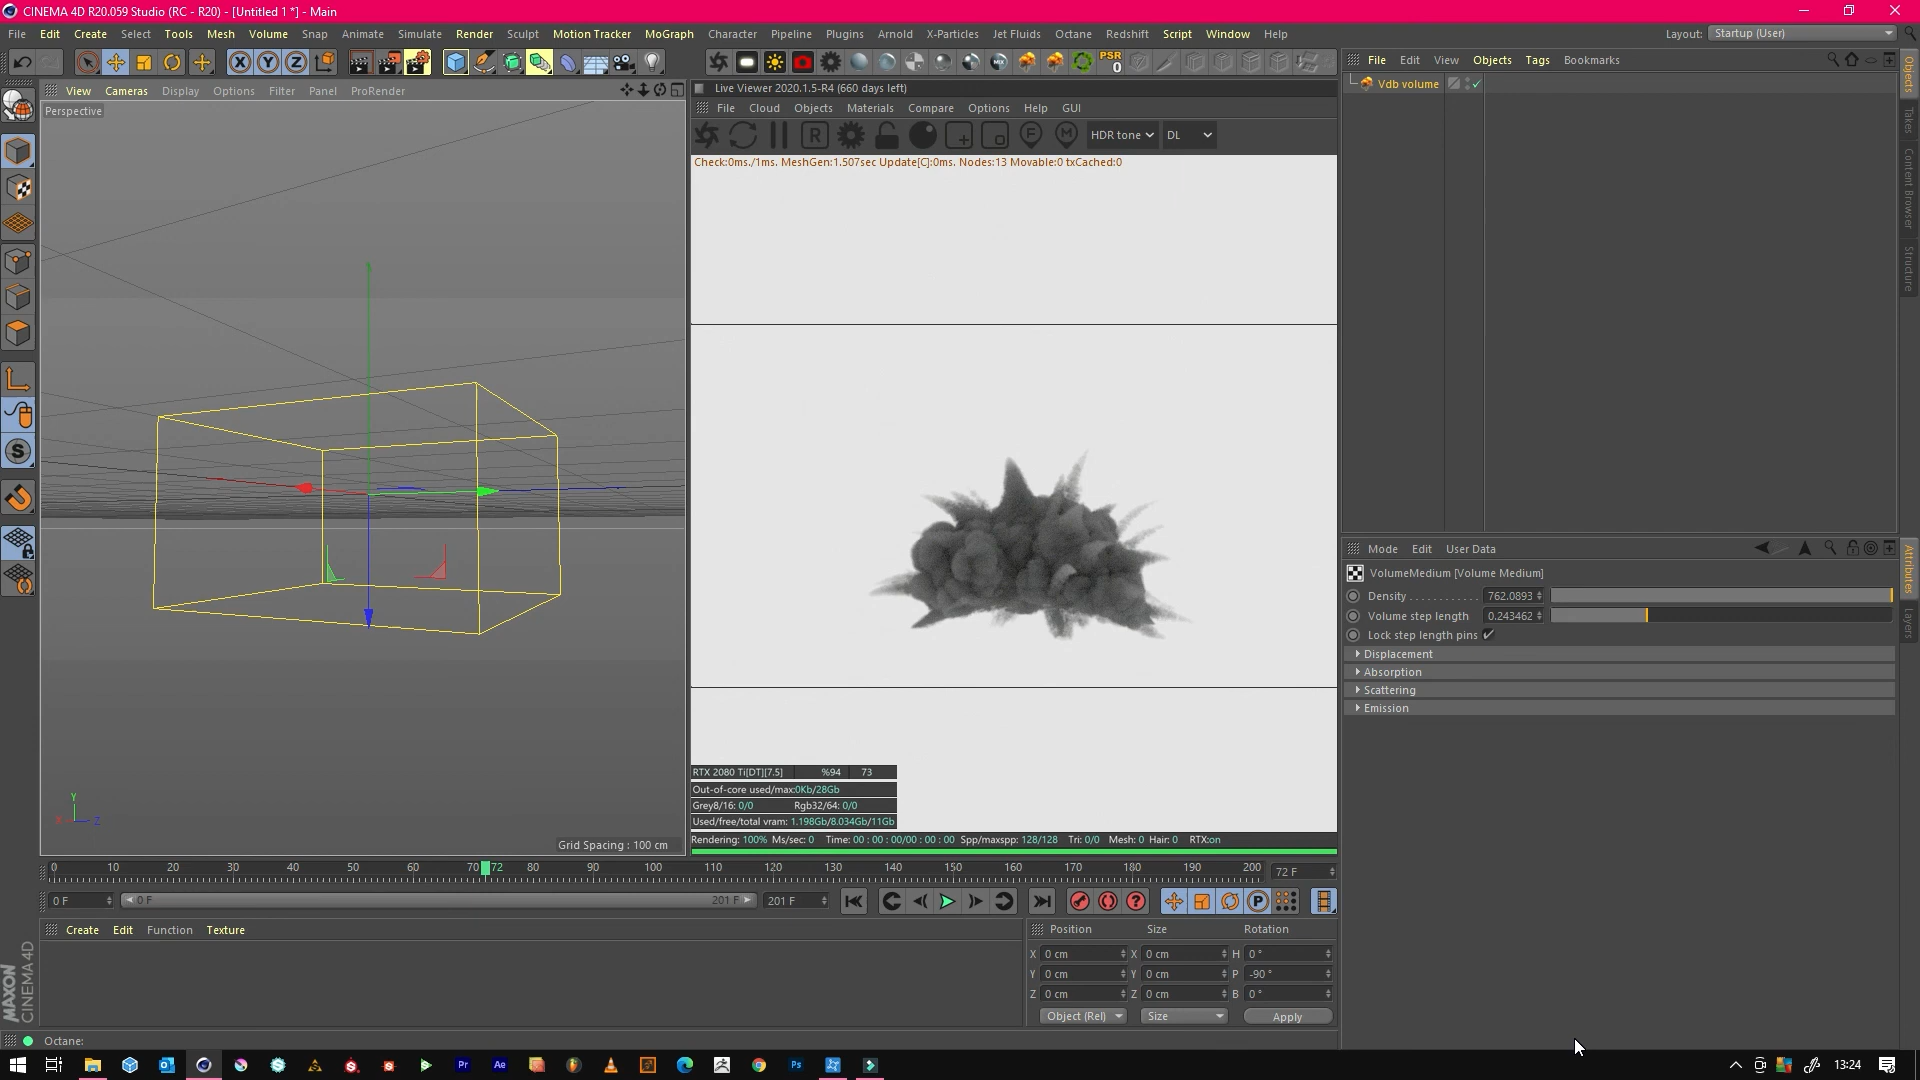 CINEMA 4D R20.059 Studio (RC - R20) - [Untitled 1 *] - Main
File Edit Create Select Tools Mesh Volume Snap Animate Simulate Render Sculpt Motion Tracker MoGraph Character Pipeline Plugins Arnold X-Particles Jet Fluids Octane Redshift Script Window Help
Layout: Startup (User)
X Y Z
PSR
0
File Edit View Objects Tags Bookmarks
View Cameras Display Options Filter Panel ProRender
Live Viewer 2020.1.5-R4 (660 days left)
Vdb volume
Perspective
File Cloud Objects Materials Compare Options Help GUI
R
F
M
HDR tone
DL
Check:0ms./1ms. MeshGen:1.507sec Update[C]:0ms. Nodes:13 Movable:0 txCached:0
Objects
Takes
Content Browser
Structure
S
Mode Edit User Data
VolumeMedium [Volume Medium]
Density . . . . . . . . . . . . 762.0893
Volume step length 0.243462
Lock step length pins
Displacement
Absorption
Scattering
Emission
Attributes
Layers
RTX 2080 Ti[DT][7.5] %94 73
Out-of-core used/max:0Kb/28Gb
Grey8/16: 0/0 Rgb32/64: 0/0
Used/free/total vram: 1.198Gb/8.034Gb/11Gb
Rendering: 100% Ms/sec: 0 Time: 00 : 00 : 00/00 : 00 : 00 Spp/maxspp: 128/128 Tri: 0/0 Mesh: 0 Hair: 0 RTX:on
Y
X Z
Grid Spacing : 100 cm
0 10 20 30 40 50 60 70 72 80 90 100 110 120 130 140 150 160 170 180 190 200 72 F
0 F 0 F 201 F 201 F
?
P
Create Edit Function Texture
Position Size Rotation
X 0 cm X 0 cm H 0 °
Y 0 cm Y 0 cm P -90 °
Z 0 cm Z 0 cm B 0 °
Object (Rel) Size Apply
MAXON
CINEMA 4D
Octane:
Pr Ae Ps
13:24